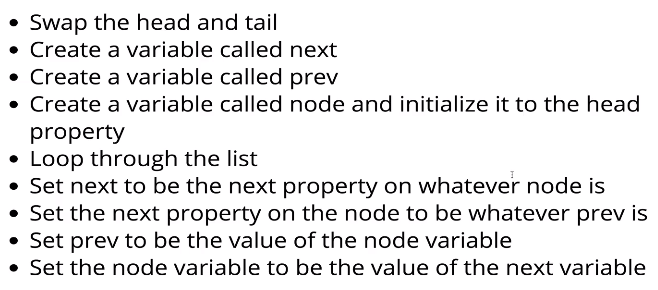 • Swap the head and tail
• Create a variable called next
• Create a variable called prev
• Create a variable called node and initialize it to the head
property
• Loop through the list
• Set next to be the next property on whatever node is
• Set the next property on the node to be whatever prev is
• Set prev to be the value of the node variable
• Set the node variable to be the value of the next variable